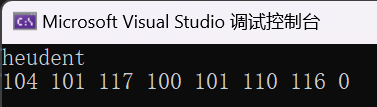 Microsoft Visual Studio 调试控制台
heudent
104 101 117 100 101 110 116 0